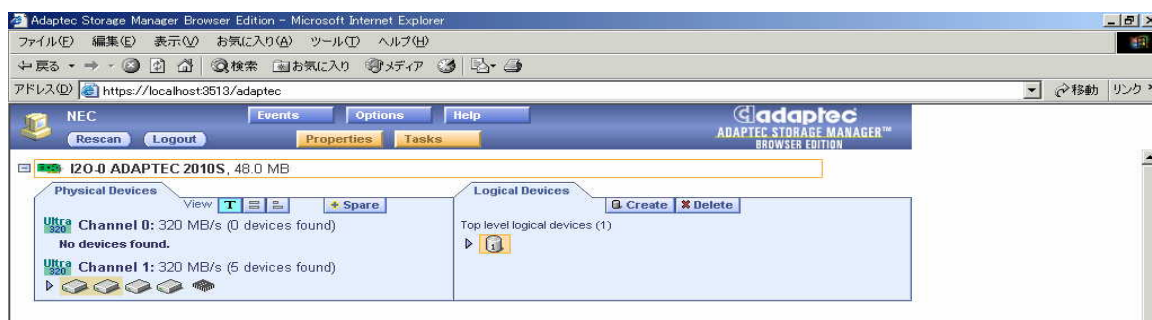 Adaptec Storage Manager Browser Edition - Microsoft Internet Explorer
ファイル(F) 編集(E) 表示(V) お気に入り(A) ツール(T) ヘルプ(H)
戻る 検索 お気に入り メディア
アドレス(D) https://localhost:3513/adaptec 移動 リンク »
NEC Events Options Help adaptec
Rescan Logout Properties Tasks ADAPTEC STORAGE MANAGER™
BROWSER EDITION
I2O-0 ADAPTEC 2010S, 48.0 MB
Physical Devices Logical Devices
View T + Spare Create Delete
Ultra 320 Channel 0: 320 MB/s (0 devices found) Top level logical devices (1)
No devices found. 1
Ultra 320 Channel 1: 320 MB/s (5 devices found)